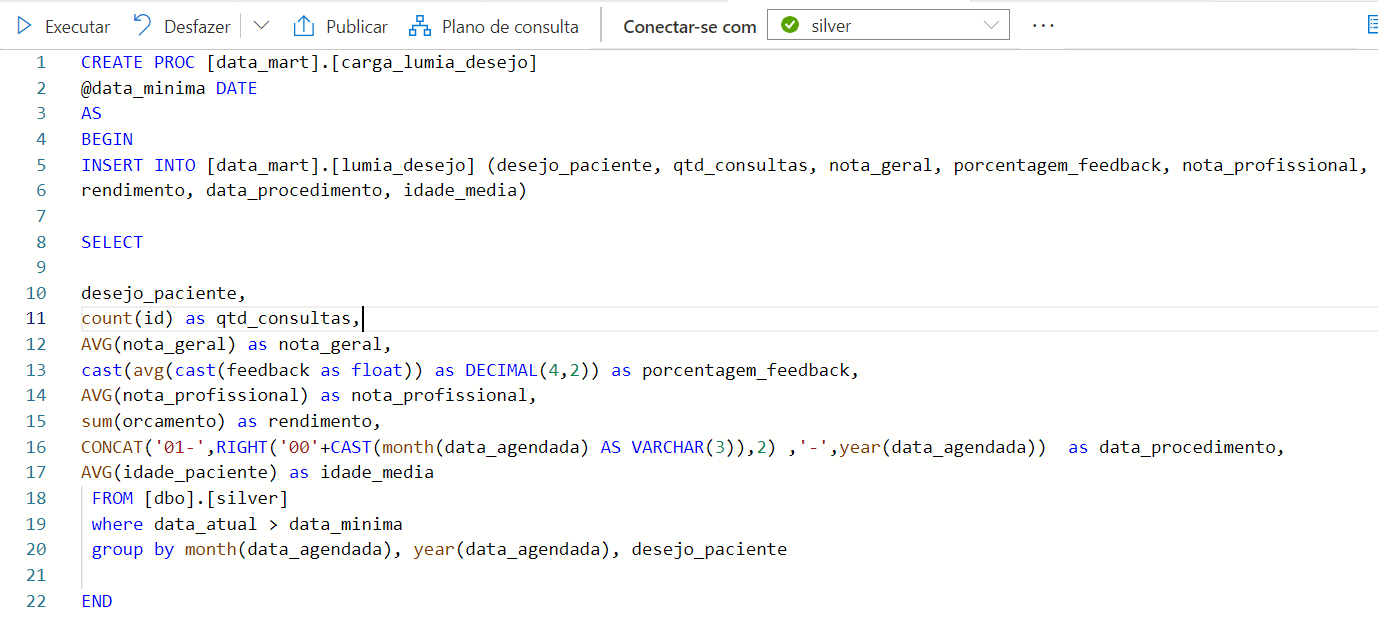 Executar Desfazer Publicar Plano de consulta Conectar-se com silver ...
1 CREATE PROC [data_mart].[carga_lumia_desejo]
2 @data_minima DATE
3 AS
4 BEGIN
5 INSERT INTO [data_mart].[lumia_desejo] (desejo_paciente, qtd_consultas, nota_geral, porcentagem_feedback, nota_profissional,
6 rendimento, data_procedimento, idade_media)
7
8 SELECT
9
10 desejo_paciente,
11 count(id) as qtd_consultas,
12 AVG(nota_geral) as nota_geral,
13 cast(avg(cast(feedback as float)) as DECIMAL(4,2)) as porcentagem_feedback,
14 AVG(nota_profissional) as nota_profissional,
15 sum(orcamento) as rendimento,
16 CONCAT('01-',RIGHT('00'+CAST(month(data_agendada) AS VARCHAR(3)),2) ,'-',year(data_agendada))  as data_procedimento,
17 AVG(idade_paciente) as idade_media
18 FROM [dbo].[silver]
19 where data_atual > data_minima
20 group by month(data_agendada), year(data_agendada), desejo_paciente
21
22 END